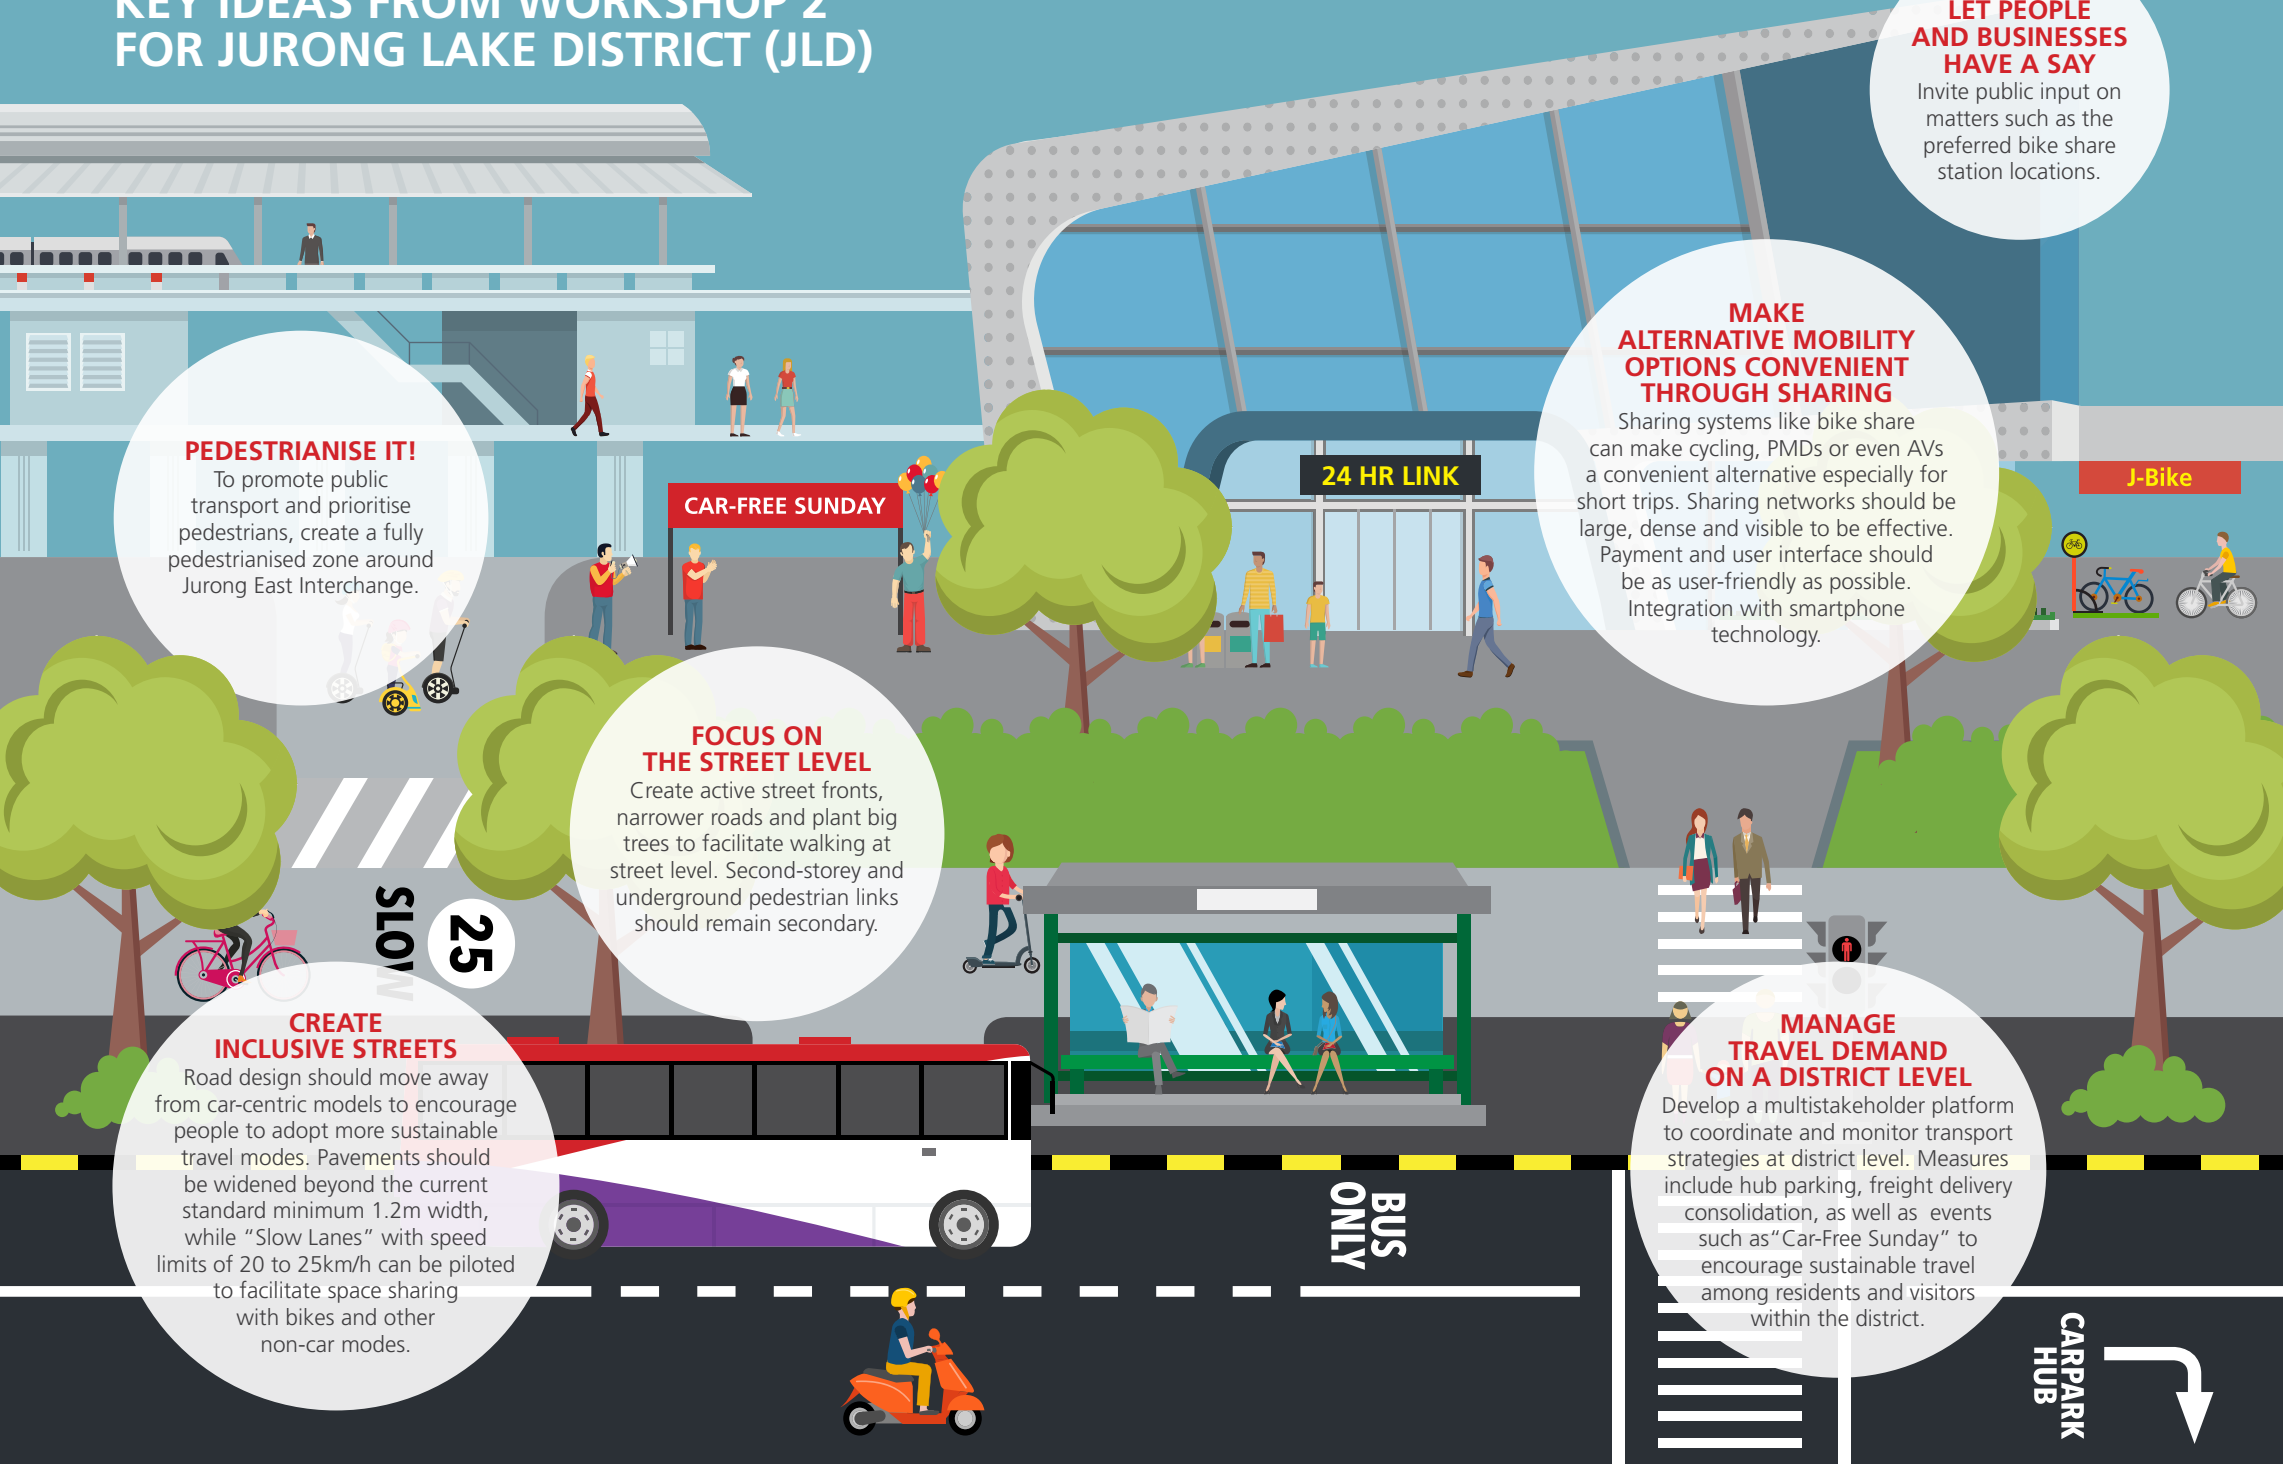 KEY IDEAS FROM WORKSHOP 2
FOR JURONG LAKE DISTRICT (JLD)
LET PEOPLE
AND BUSINESSES
HAVE A SAY
Invite public input on
matters such as the
preferred bike share
station locations.
MAKE
ALTERNATIVE MOBILITY
OPTIONS CONVENIENT
THROUGH SHARING
Sharing systems like bike share
can make cycling, PMDs or even AVs
a convenient alternative especially for
short trips. Sharing networks should be
large, dense and visible to be effective.
Payment and user interface should
be as user-friendly as possible.
Integration with smartphone
technology.
PEDESTRIANISE IT!
To promote public
transport and prioritise
pedestrians, create a fully
pedestrianised zone around
Jurong East Interchange.
CAR-FREE SUNDAY
24 HR LINK
J-Bike
FOCUS ON
THE STREET LEVEL
Create active street fronts,
narrower roads and plant big
trees to facilitate walking at
street level. Second-storey and
underground pedestrian links
should remain secondary.
SLOW
25
CREATE
INCLUSIVE STREETS
Road design should move away
from car-centric models to encourage
people to adopt more sustainable
travel modes. Pavements should
be widened beyond the current
standard minimum 1.2m width,
while “Slow Lanes” with speed
limits of 20 to 25km/h can be piloted
to facilitate space sharing
with bikes and other
non-car modes.
MANAGE
TRAVEL DEMAND
ON A DISTRICT LEVEL
Develop a multistakeholder platform
to coordinate and monitor transport
strategies at district level. Measures
include hub parking, freight delivery
consolidation, as well as  events
such as“Car-Free Sunday” to
encourage sustainable travel
among residents and visitors
within the district.
BUS
ONLY
CARPARK
HUB